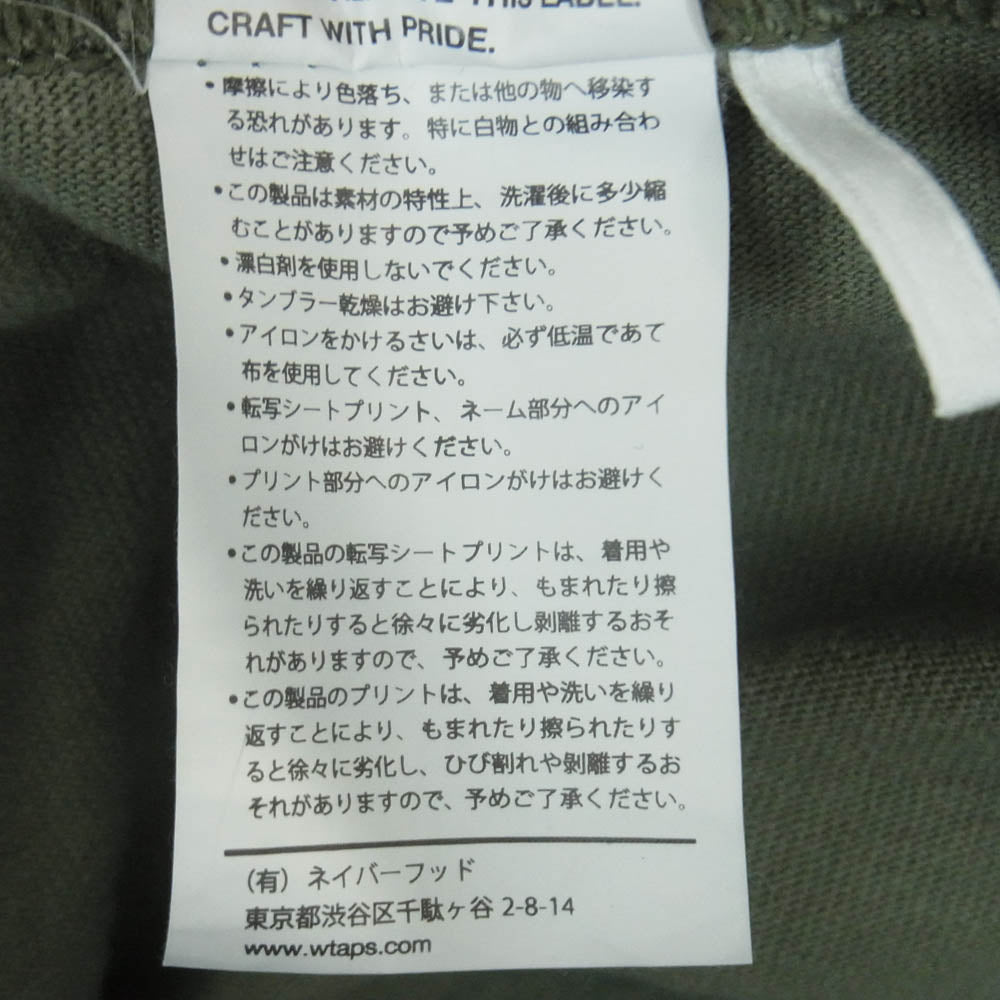 THIS LABEL.
CRAFT WITH PRIDE.
・摩擦により色落ち、または他の物へ移染す
る恐れがあります。特に白物との組み合わ
せはご注意ください。
・この製品は素材の特性上、洗濯後に多少縮
むことがありますので予めご了承ください。
・漂白剤を使用しないでください。
・タンブラー乾燥はお避け下さい。
・アイロンをかけるさいは、必ず低温であて
布を使用してください。
・転写シートプリント、ネーム部分へのアイ
ロンがけはお避けください。
・プリント部分へのアイロンがけはお避けく
ださい。
・この製品の転写シートプリントは、着用や
洗いを繰り返すことにより、もまれたり擦
られたりすると徐々に劣化し剥離するおそ
れがありますので、予めご了承ください。
・この製品のプリントは、着用や洗いを繰り
返すことにより、もまれたり擦られたりす
ると徐々に劣化し、ひび割れや剥離するお
それがありますので、予めご了承ください。
（有）ネイバーフッド
東京都渋谷区千駄ヶ谷 2-8-14
www.wtaps.com